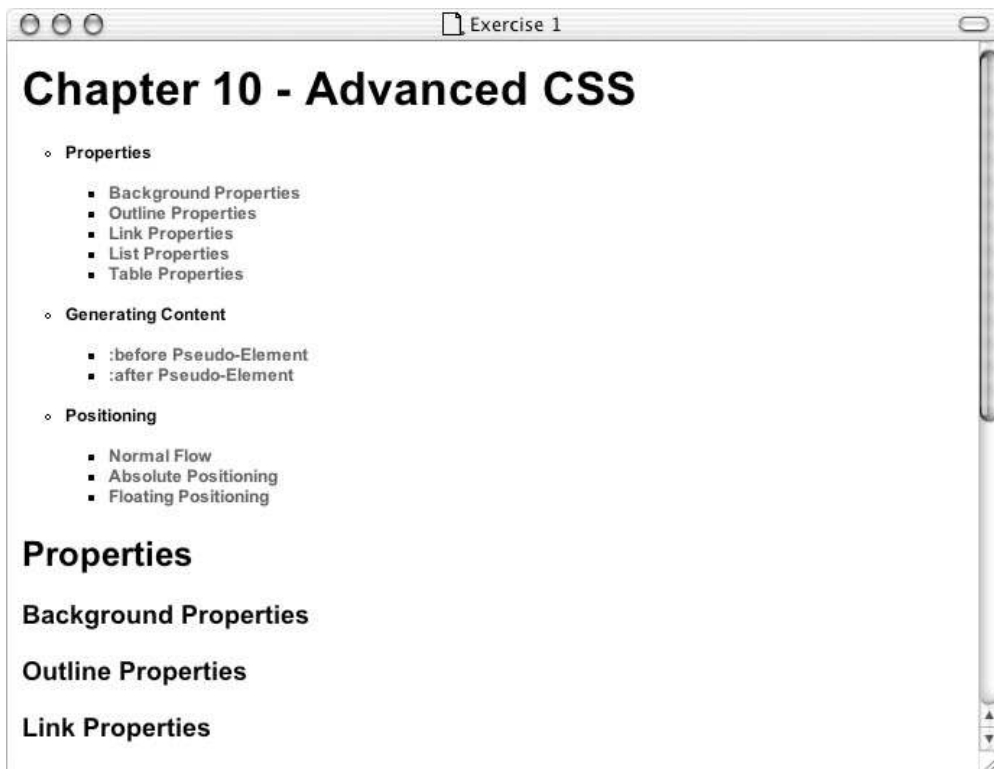 Exercise 1
Chapter 10 - Advanced CSS
Properties
Background Properties
Outline Properties
Link Properties
List Properties
Table Properties
Generating Content
:before Pseudo-Element
:after Pseudo-Element
Positioning
Normal Flow
Absolute Positioning
Floating Positioning
Properties
Background Properties
Outline Properties
Link Properties